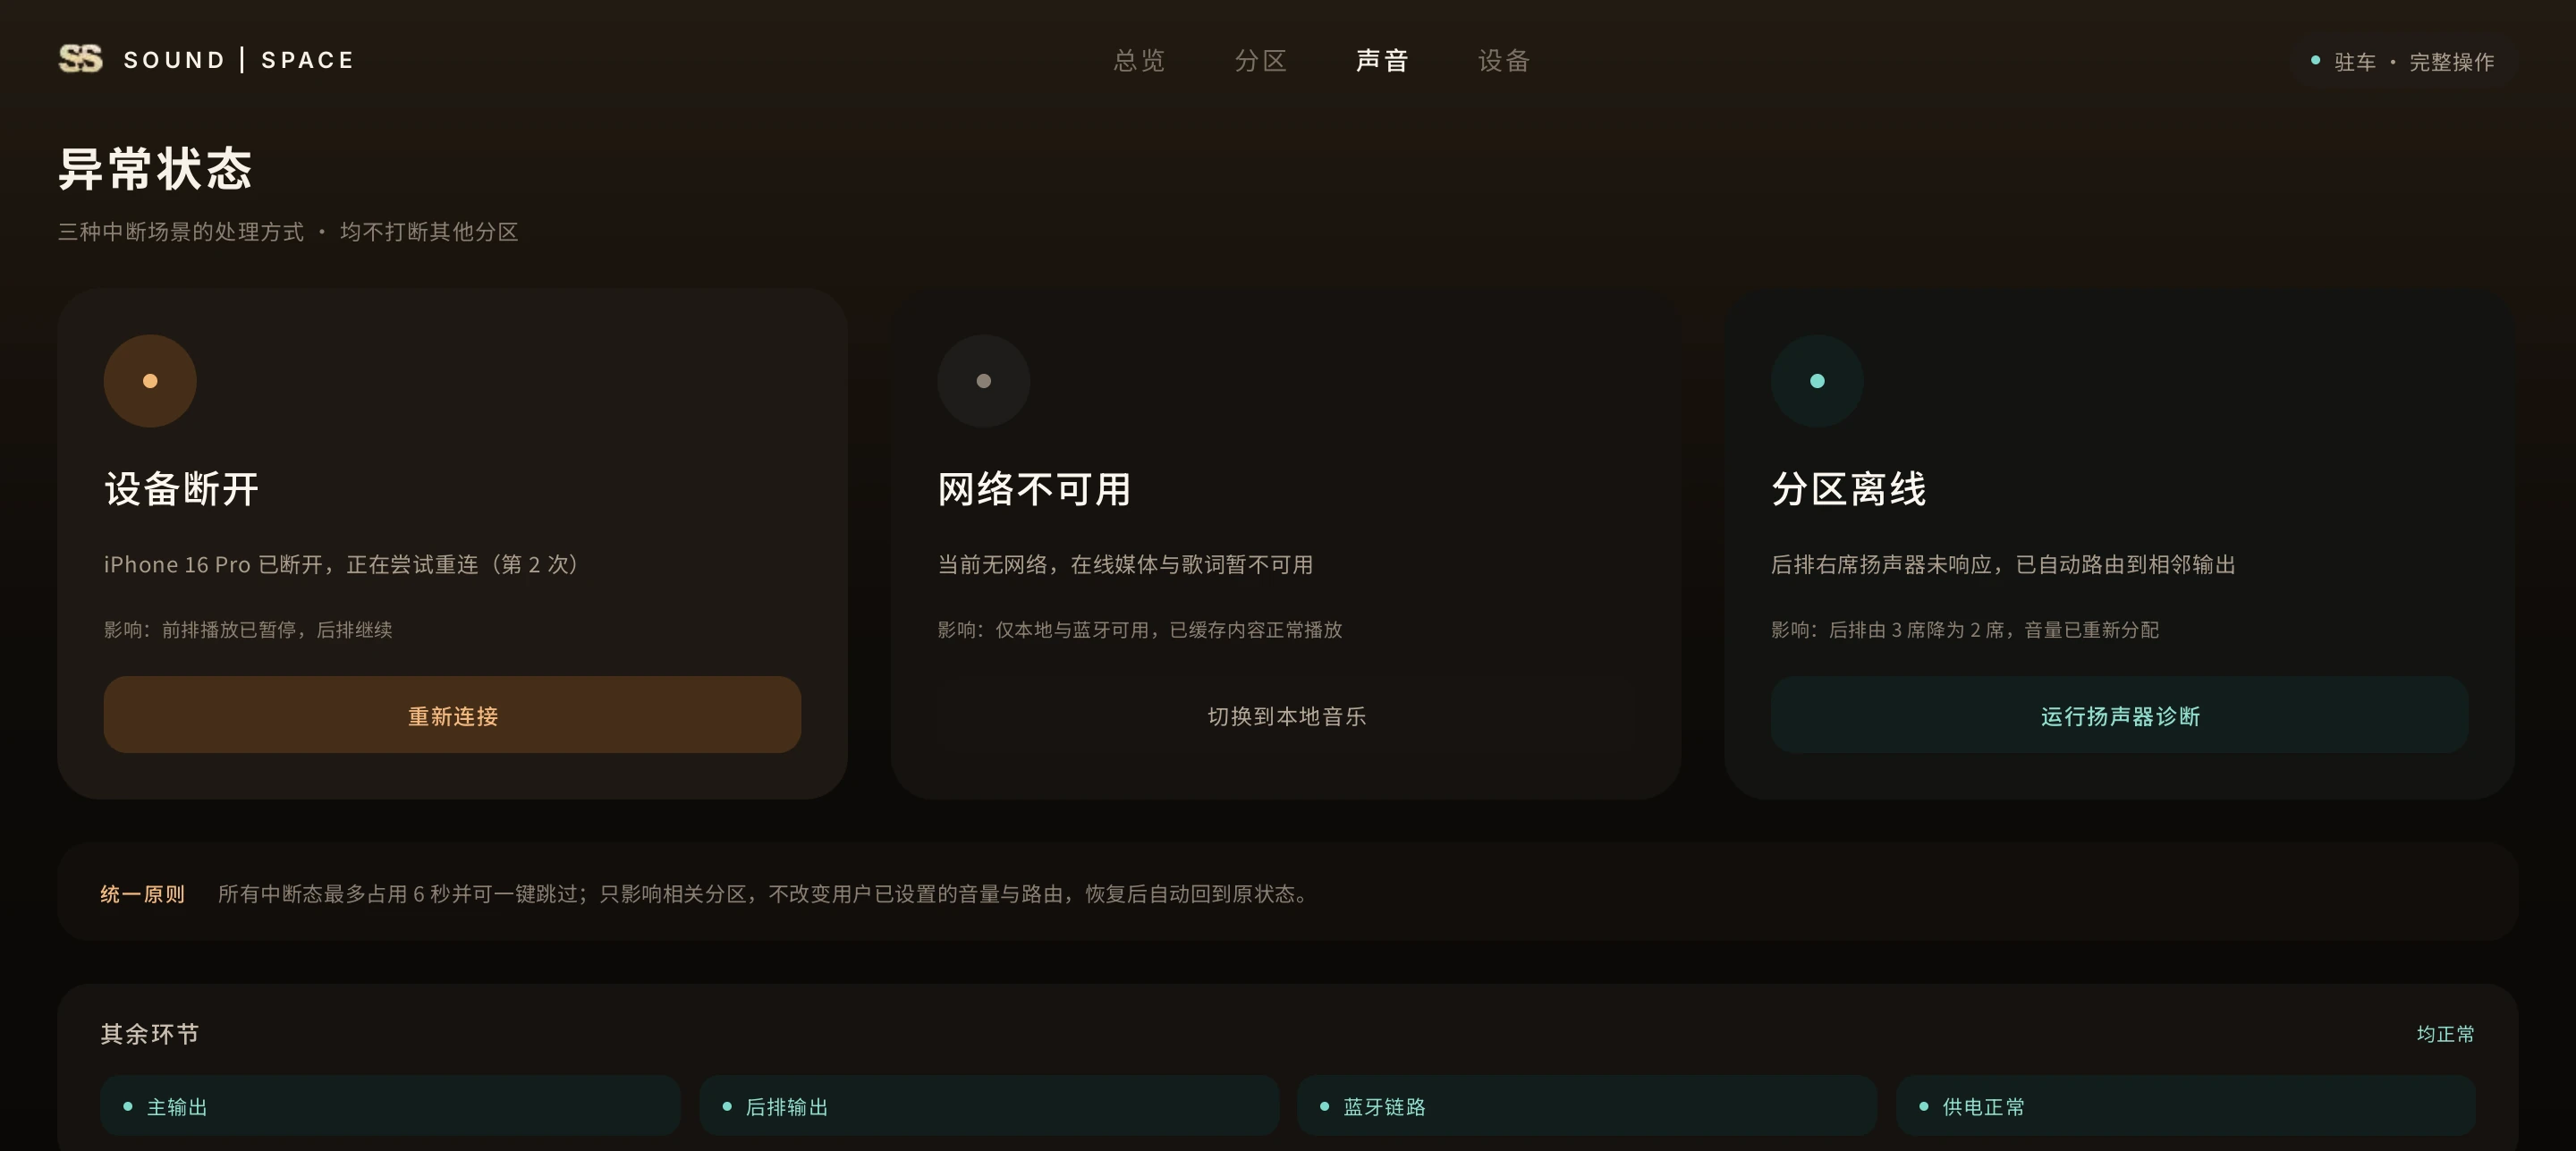 SS SOUND | SPACE
总览 分区 声音 设备
驻车 · 完整操作
异常状态
三种中断场景的处理方式 · 均不打断其他分区
设备断开
iPhone 16 Pro 已断开，正在尝试重连（第 2 次）
影响：前排播放已暂停，后排继续
重新连接
网络不可用
当前无网络，在线媒体与歌词暂不可用
影响：仅本地与蓝牙可用，已缓存内容正常播放
切换到本地音乐
分区离线
后排右席扬声器未响应，已自动路由到相邻输出
影响：后排由 3 席降为 2 席，音量已重新分配
运行扬声器诊断
统一原则 所有中断态最多占用 6 秒并可一键跳过；只影响相关分区，不改变用户已设置的音量与路由，恢复后自动回到原状态。
其余环节 均正常
主输出 后排输出 蓝牙链路 供电正常